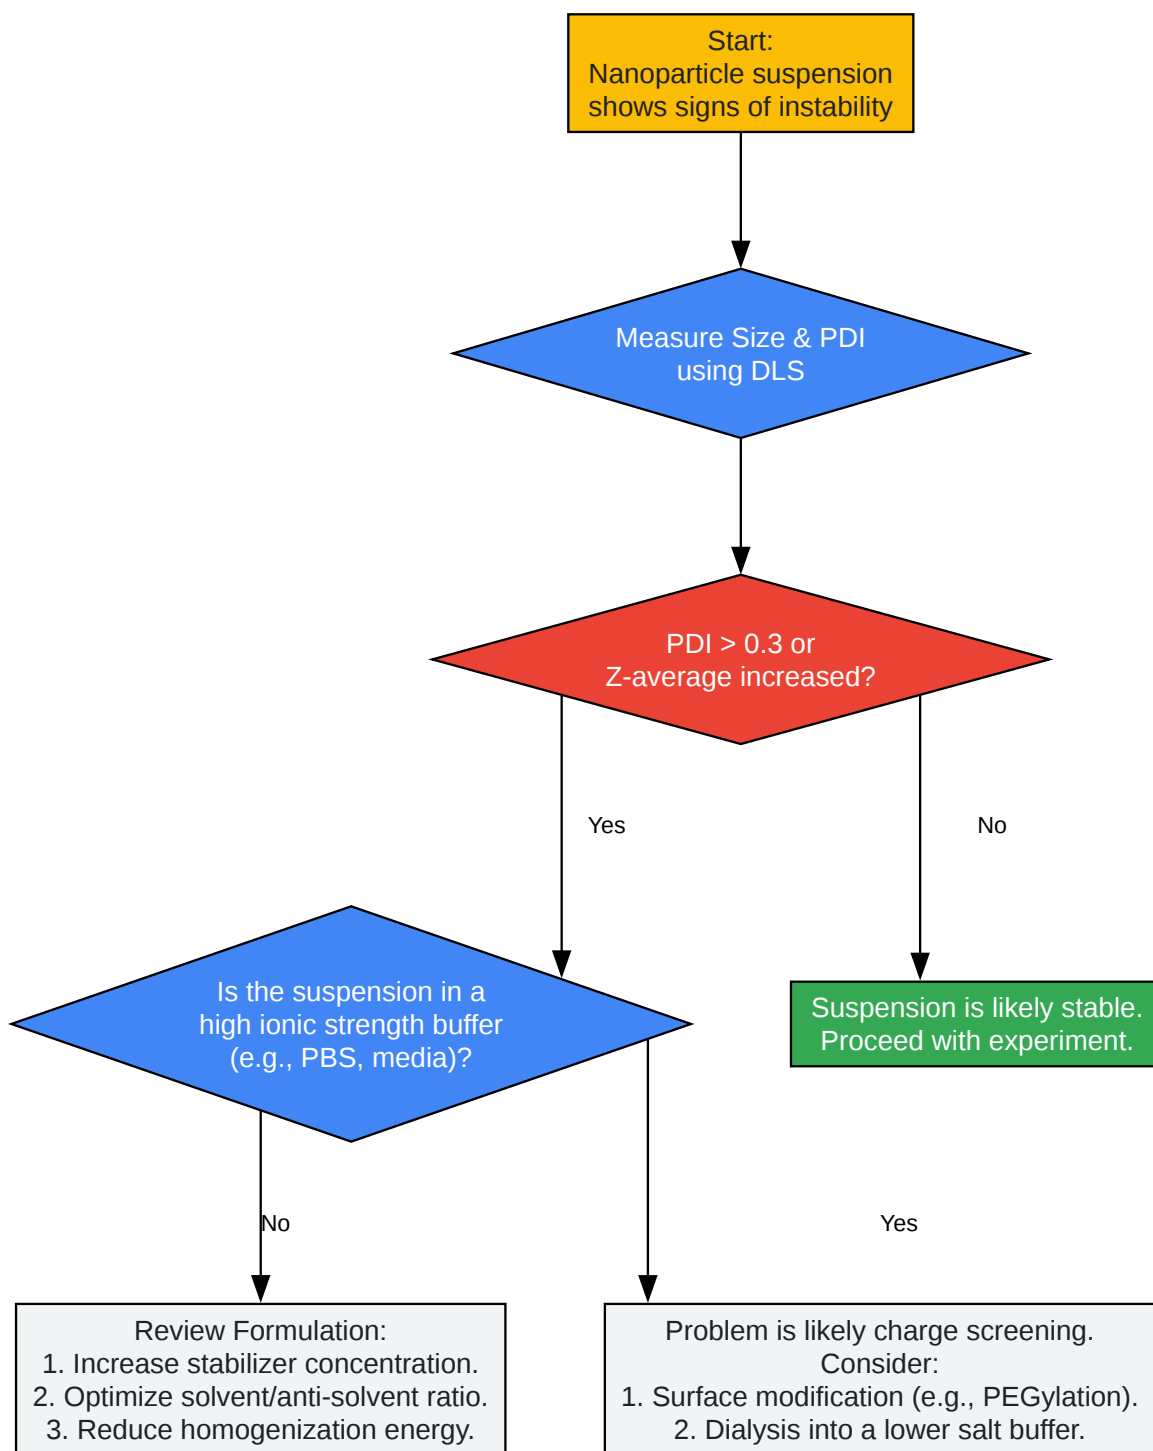 Start:
Nanoparticle suspension
shows signs of instability
Measure Size & PDI
using DLS
PDI > 0.3 or
Z-average increased?
Yes
No
Is the suspension in a
high ionic strength buffer
(e.g., PBS, media)?
Suspension is likely stable.
Proceed with experiment.
No
Yes
Review Formulation:
1. Increase stabilizer concentration.
2. Optimize solvent/anti-solvent ratio.
3. Reduce homogenization energy.
Problem is likely charge screening.
Consider:
1. Surface modification (e.g., PEGylation).
2. Dialysis into a lower salt buffer.